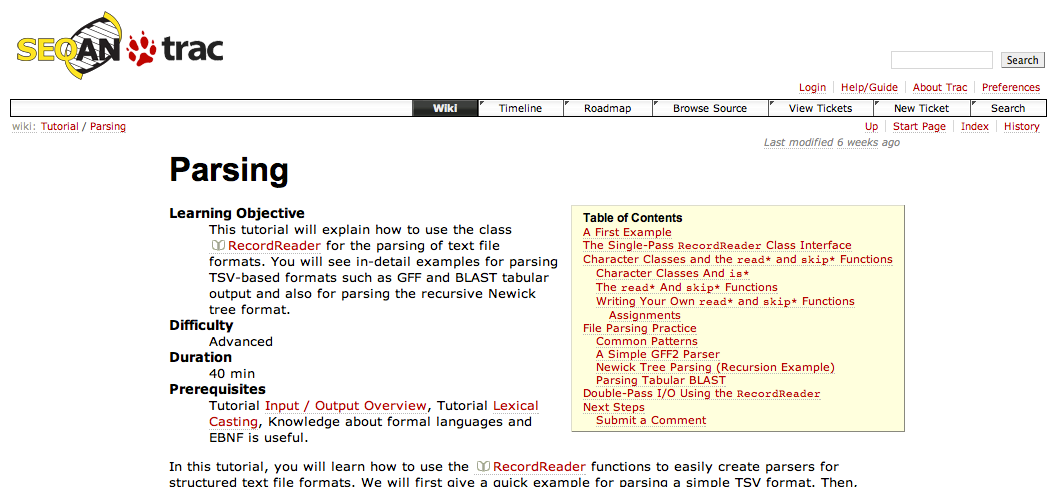 SEQAN trac
Search
Login Help/Guide About Trac Preferences
Wiki Timeline Roadmap Browse Source View Tickets New Ticket Search
wiki: Tutorial / Parsing
Up Start Page Index History
Last modified 6 weeks ago
Parsing
Learning Objective
This tutorial will explain how to use the class
RecordReader for the parsing of text file
formats. You will see in-detail examples for parsing
TSV-based formats such as GFF and BLAST tabular
output and also for parsing the recursive Newick
tree format.
Difficulty
Advanced
Duration
40 min
Prerequisites
Tutorial Input / Output Overview, Tutorial Lexical
Casting, Knowledge about formal languages and
EBNF is useful.
Table of Contents
A First Example
The Single-Pass RecordReader Class Interface
Character Classes and the read* and skip* Functions
Character Classes And is*
The read* And skip* Functions
Writing Your Own read* and skip* Functions
Assignments
File Parsing Practice
Common Patterns
A Simple GFF2 Parser
Newick Tree Parsing (Recursion Example)
Parsing Tabular BLAST
Double-Pass I/O Using the RecordReader
Next Steps
Submit a Comment
In this tutorial, you will learn how to use the RecordReader functions to easily create parsers for
structured text file formats. We will first give a quick example for parsing a simple TSV format. Then,